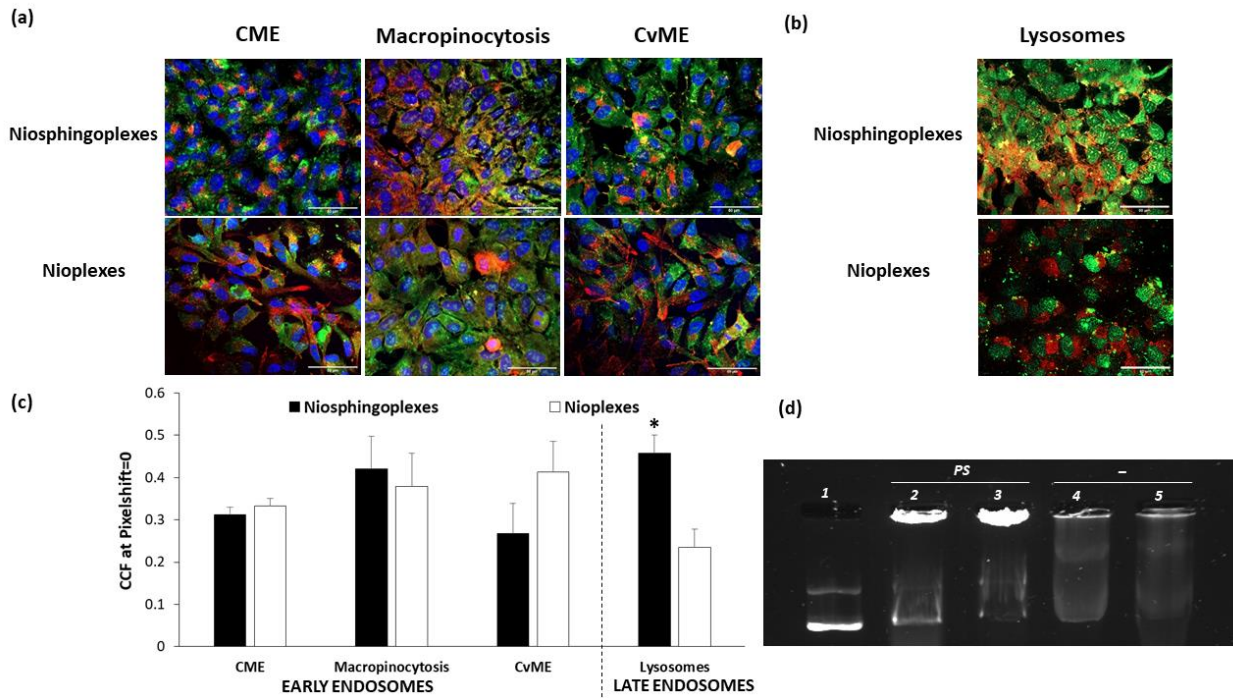 (a)
CME
Macropinocytosis
CvME
(b)
Lysosomes
Niosphingoplexes
Niosphingoplexes
Nioplexes
Nioplexes
(c)
Niosphingoplexes
Nioplexes
CCF at Pixelshift=0
0.6
0.5
0.4
0.3
0.2
0.1
0
*
CME
Macropinocytosis
CvME
Lysosomes
EARLY ENDOSOMES
LATE ENDOSOMES
(d)
PS
–
1
2
3
4
5